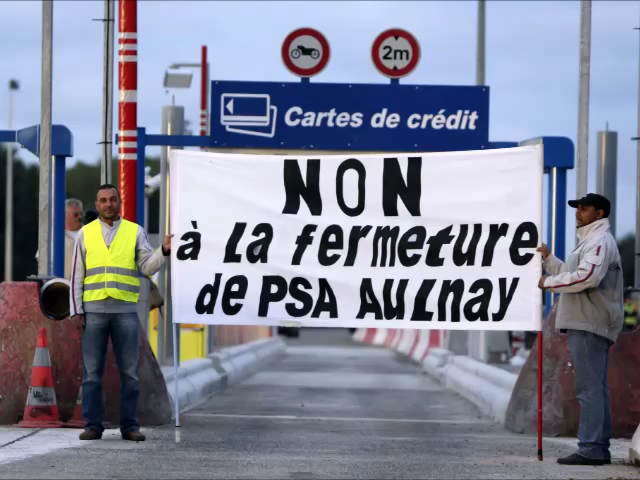 2m
Cartes de crédit
NON
à La fermeture
de PSA AULnay